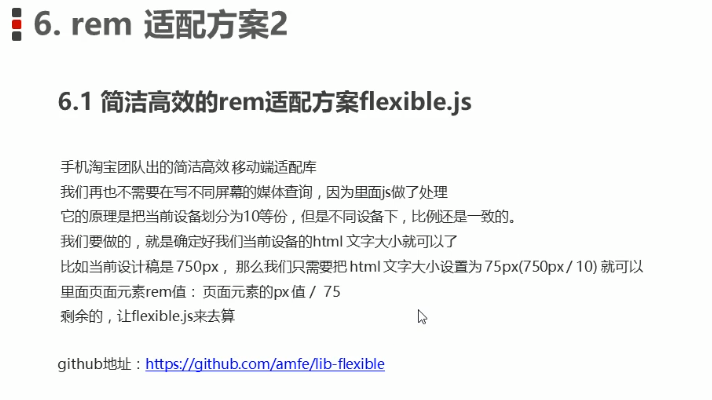 6. rem 适配方案2
6.1 简洁高效的rem适配方案flexible.js
手机淘宝团队出的简洁高效 移动端适配库
我们再也不需要在写不同屏幕的媒体查询，因为里面js做了处理
它的原理是把当前设备划分为10等份，但是不同设备下，比例还是一致的。
我们要做的，就是确定好我们当前设备的html 文字大小就可以了
比如当前设计稿是 750px， 那么我们只需要把 html 文字大小设置为 75px(750px / 10) 就可以
里面页面元素rem值： 页面元素的px 值 / 75
剩余的，让flexible.js来去算
github地址：https://github.com/amfe/lib-flexible